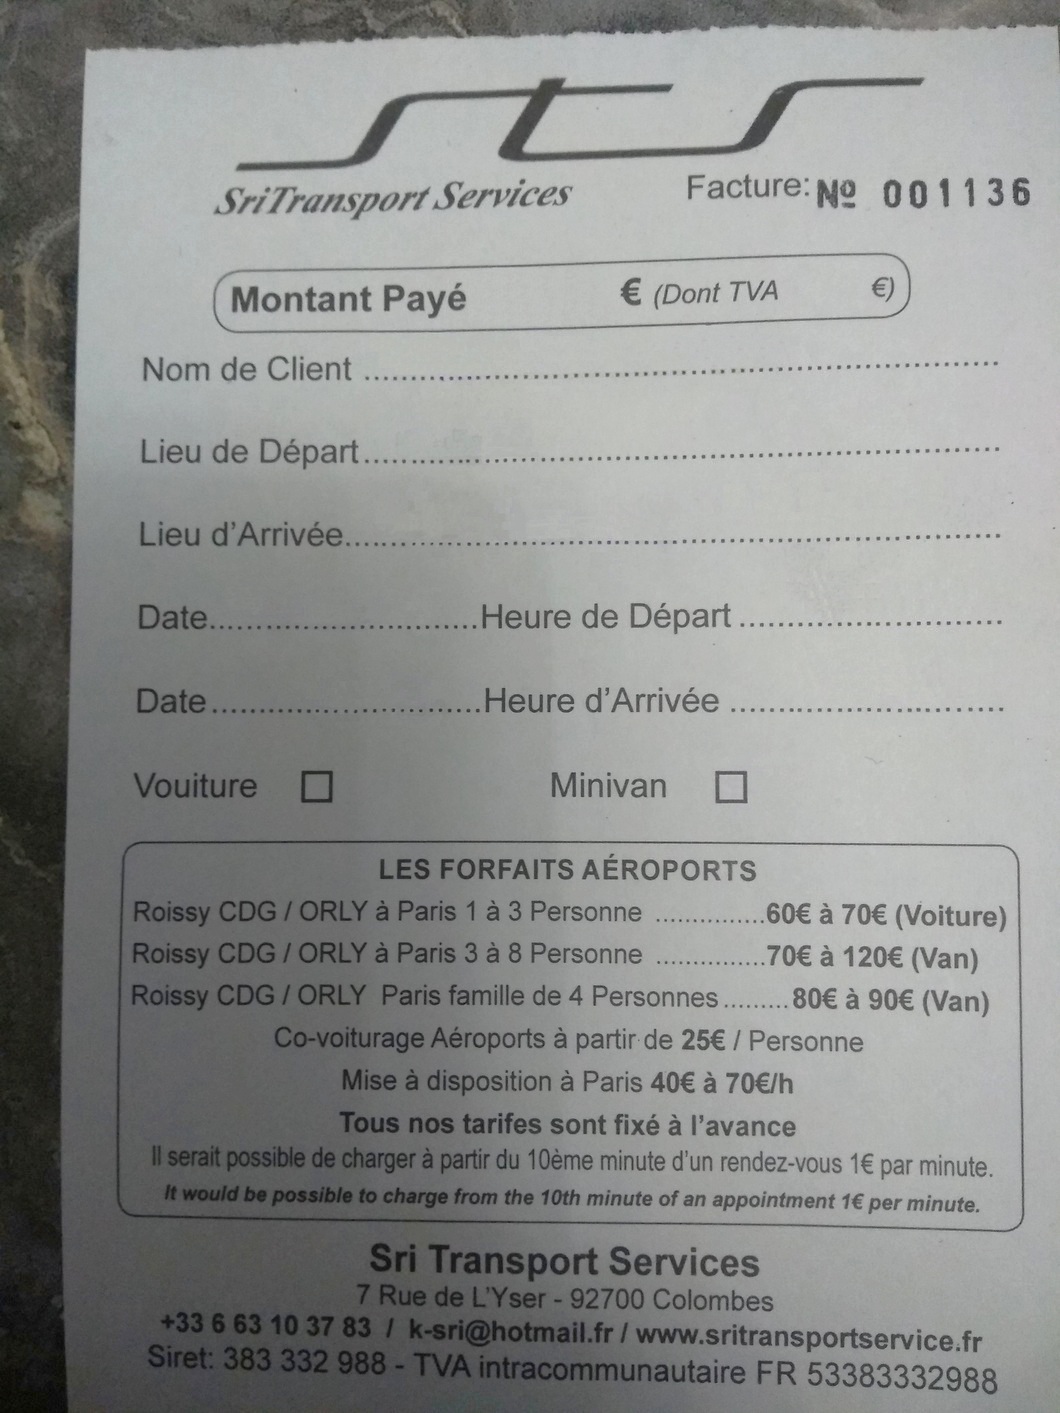 sts
SriTransport Services
Facture: Nº 001136
Montant Payé € (Dont TVA €)
Nom de Client ........................................................................
Lieu de Départ........................................................................
Lieu d'Arrivée........................................................................
Date..............................Heure de Départ ..............................
Date..............................Heure d'Arrivée ..............................
Vouiture ☐ Minivan ☐
LES FORFAITS AÉROPORTS
Roissy CDG / ORLY à Paris 1 à 3 Personne ...............60€ à 70€ (Voiture)
Roissy CDG / ORLY à Paris 3 à 8 Personne ...............70€ à 120€ (Van)
Roissy CDG / ORLY Paris famille de 4 Personnes.........80€ à 90€ (Van)
Co-voiturage Aéroports à partir de 25€ / Personne
Mise à disposition à Paris 40€ à 70€/h
Tous nos tarifes sont fixé à l'avance
Il serait possible de charger à partir du 10ème minute d'un rendez-vous 1€ par minute.
It would be possible to charge from the 10th minute of an appointment 1€ per minute.
Sri Transport Services
7 Rue de L'Yser - 92700 Colombes
+33 6 63 10 37 83 / k-sri@hotmail.fr / www.sritransportservice.fr
Siret: 383 332 988 - TVA intracommunautaire FR 53383332988